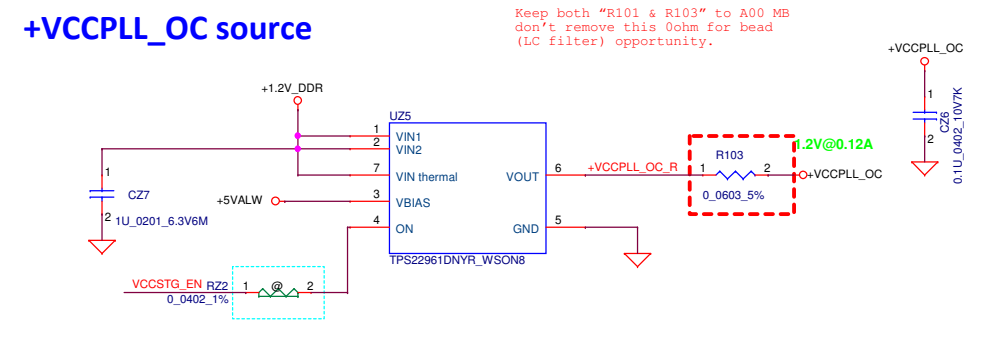 +VCCPLL_OC source
Keep both “R101 & R103” to A00 MB
don’t remove this 0ohm for bead
(LC filter) opportunity.
+VCCPLL_OC
1
CZ6
0.1U_0402_10V7K
2
+1.2V_DDR
UZ5
1
VIN1
2
VIN2
7
VIN thermal
3
VBIAS
4
ON
6
VOUT
5
GND
TPS22961DNYR_WSON8
1
CZ7
2
1U_0201_6.3V6M
+5VALW
VCCSTG_EN
RZ2
1
@
2
0_0402_1%
+VCCPLL_OC_R
1.2V@0.12A
R103
1
2
0_0603_5%
+VCCPLL_OC